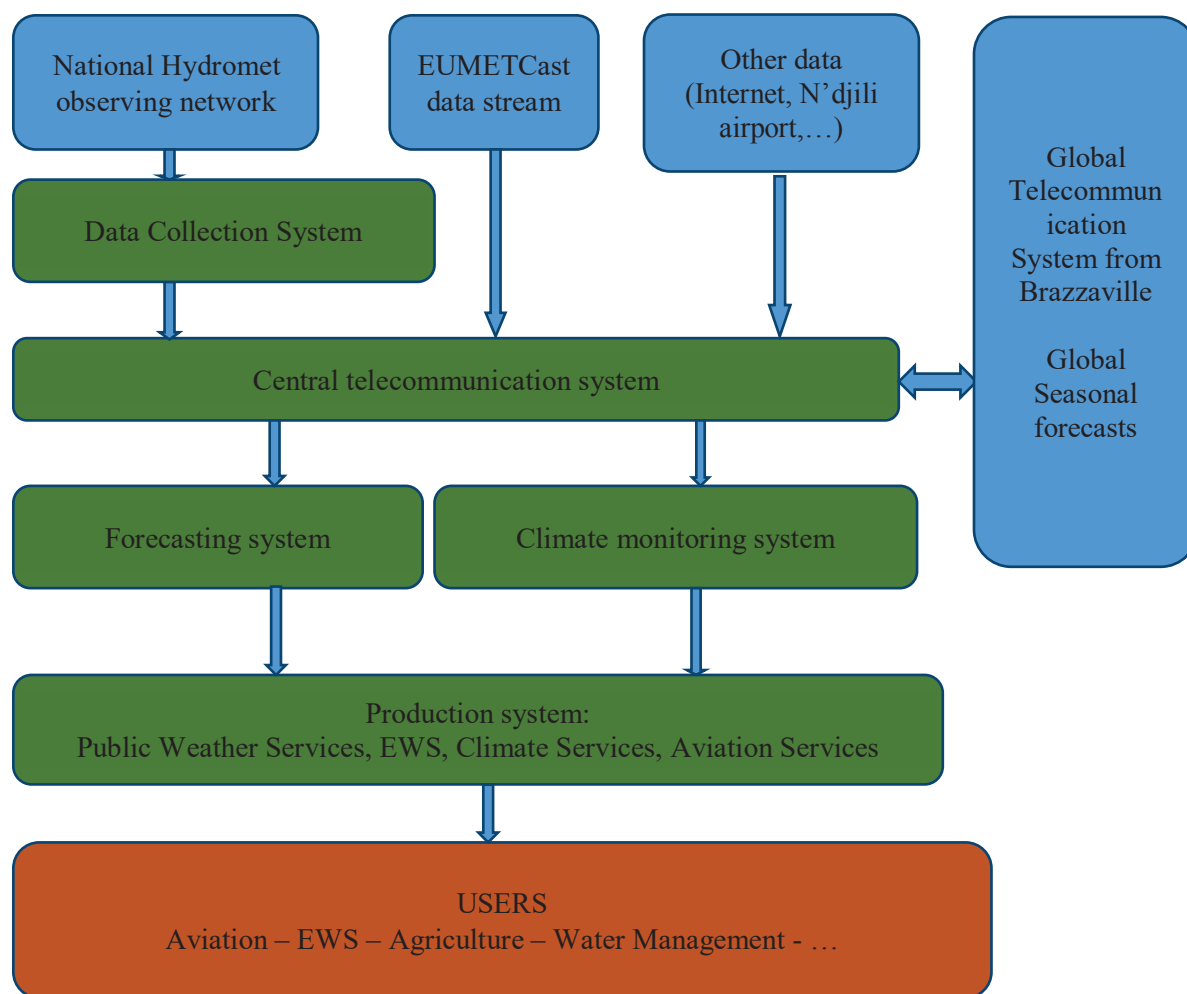 National Hydromet
observing network
EUMETCast
data stream
Other data
(Internet, N’djili
airport,…)
Global
Telecommun
ication
System from
Brazzaville
Global
Seasonal
forecasts
Data Collection System
Central telecommunication system
Forecasting system
Climate monitoring system
Production system:
Public Weather Services, EWS, Climate Services, Aviation Services
USERS
Aviation – EWS – Agriculture – Water Management - …